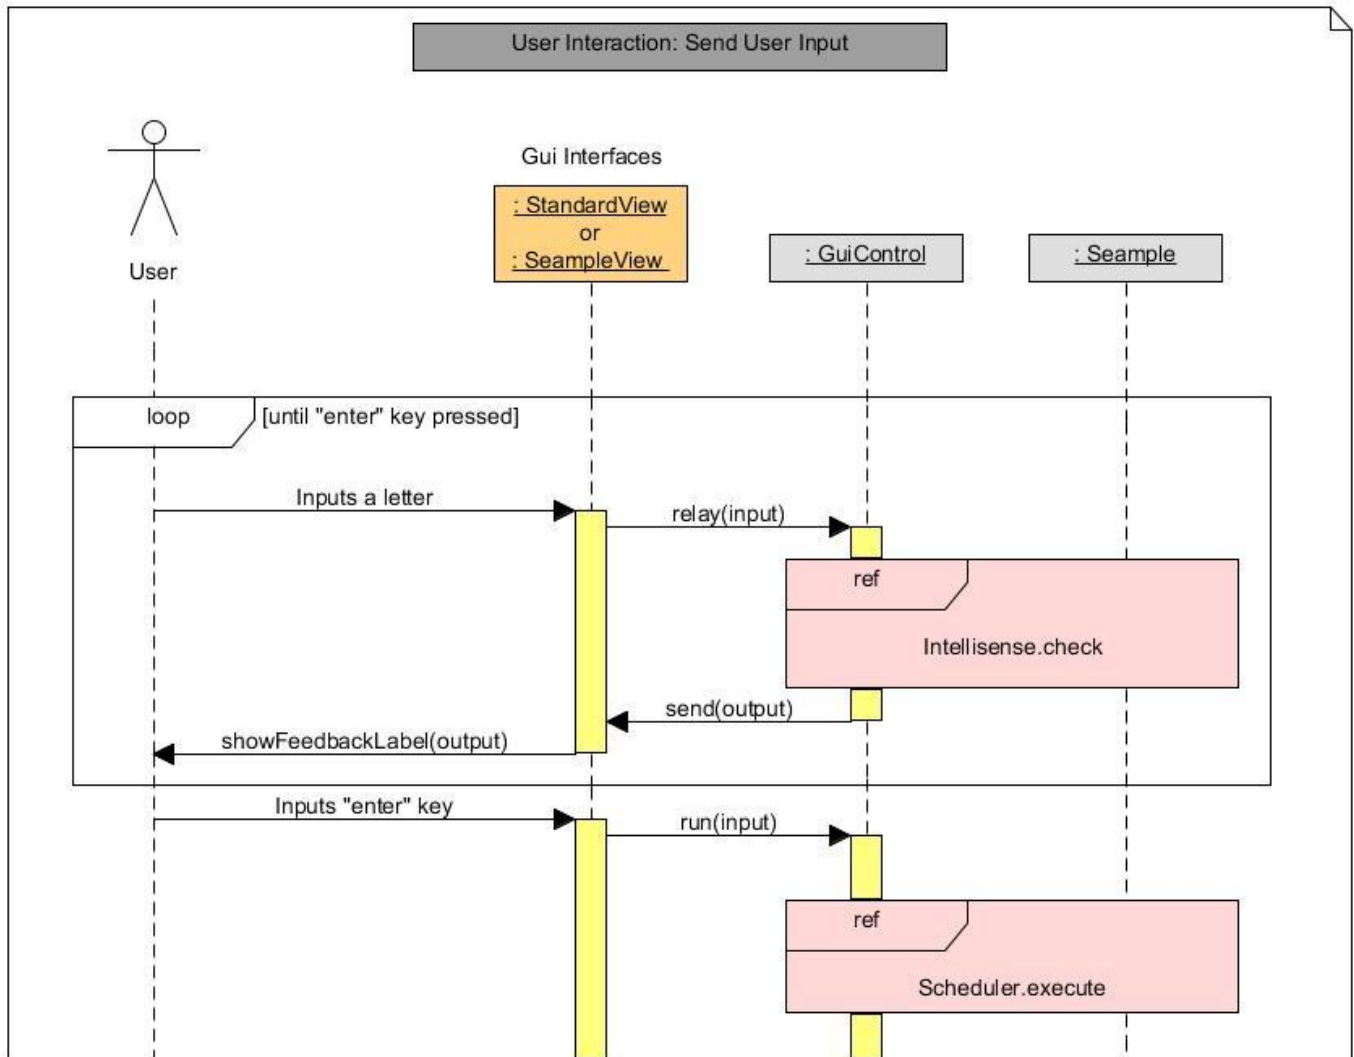 User Interaction: Send User Input
Gui Interfaces
: StandardView
or
: SeampleView
: GuiControl
: Seample
User
loop
[until "enter" key pressed]
Inputs a letter
relay(input)
ref
Intellisense.check
send(output)
showFeedbackLabel(output)
Inputs "enter" key
run(input)
ref
Scheduler.execute